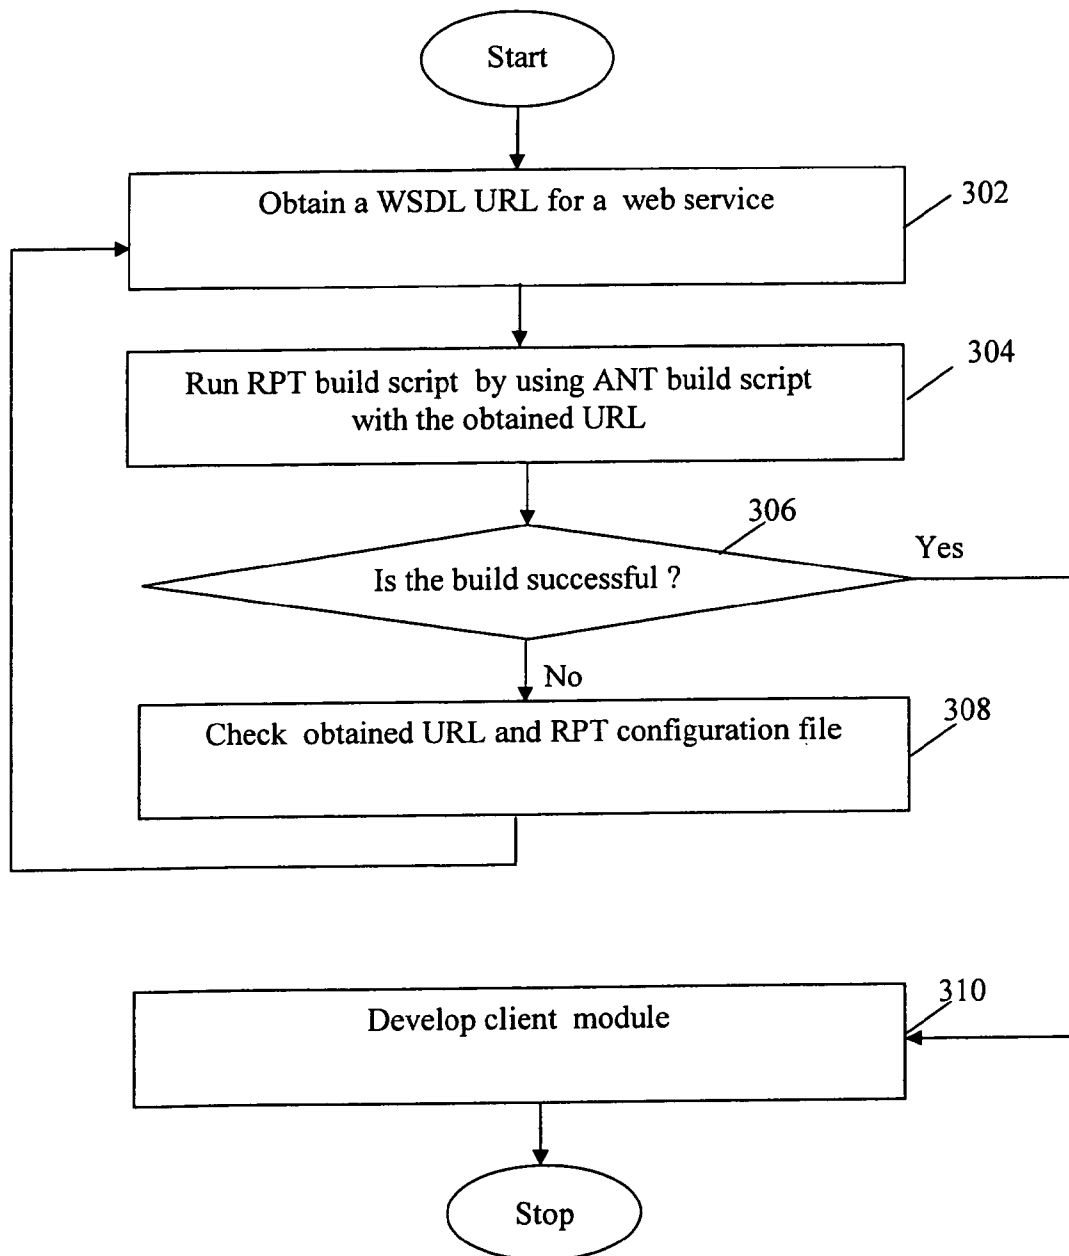 Start
Obtain a WSDL URL for a web service
302
304
Run RPT build script by using ANT build script
with the obtained URL
306
Yes
Is the build successful ?
No
308
Check obtained URL and RPT configuration file
310
Develop client module
Stop